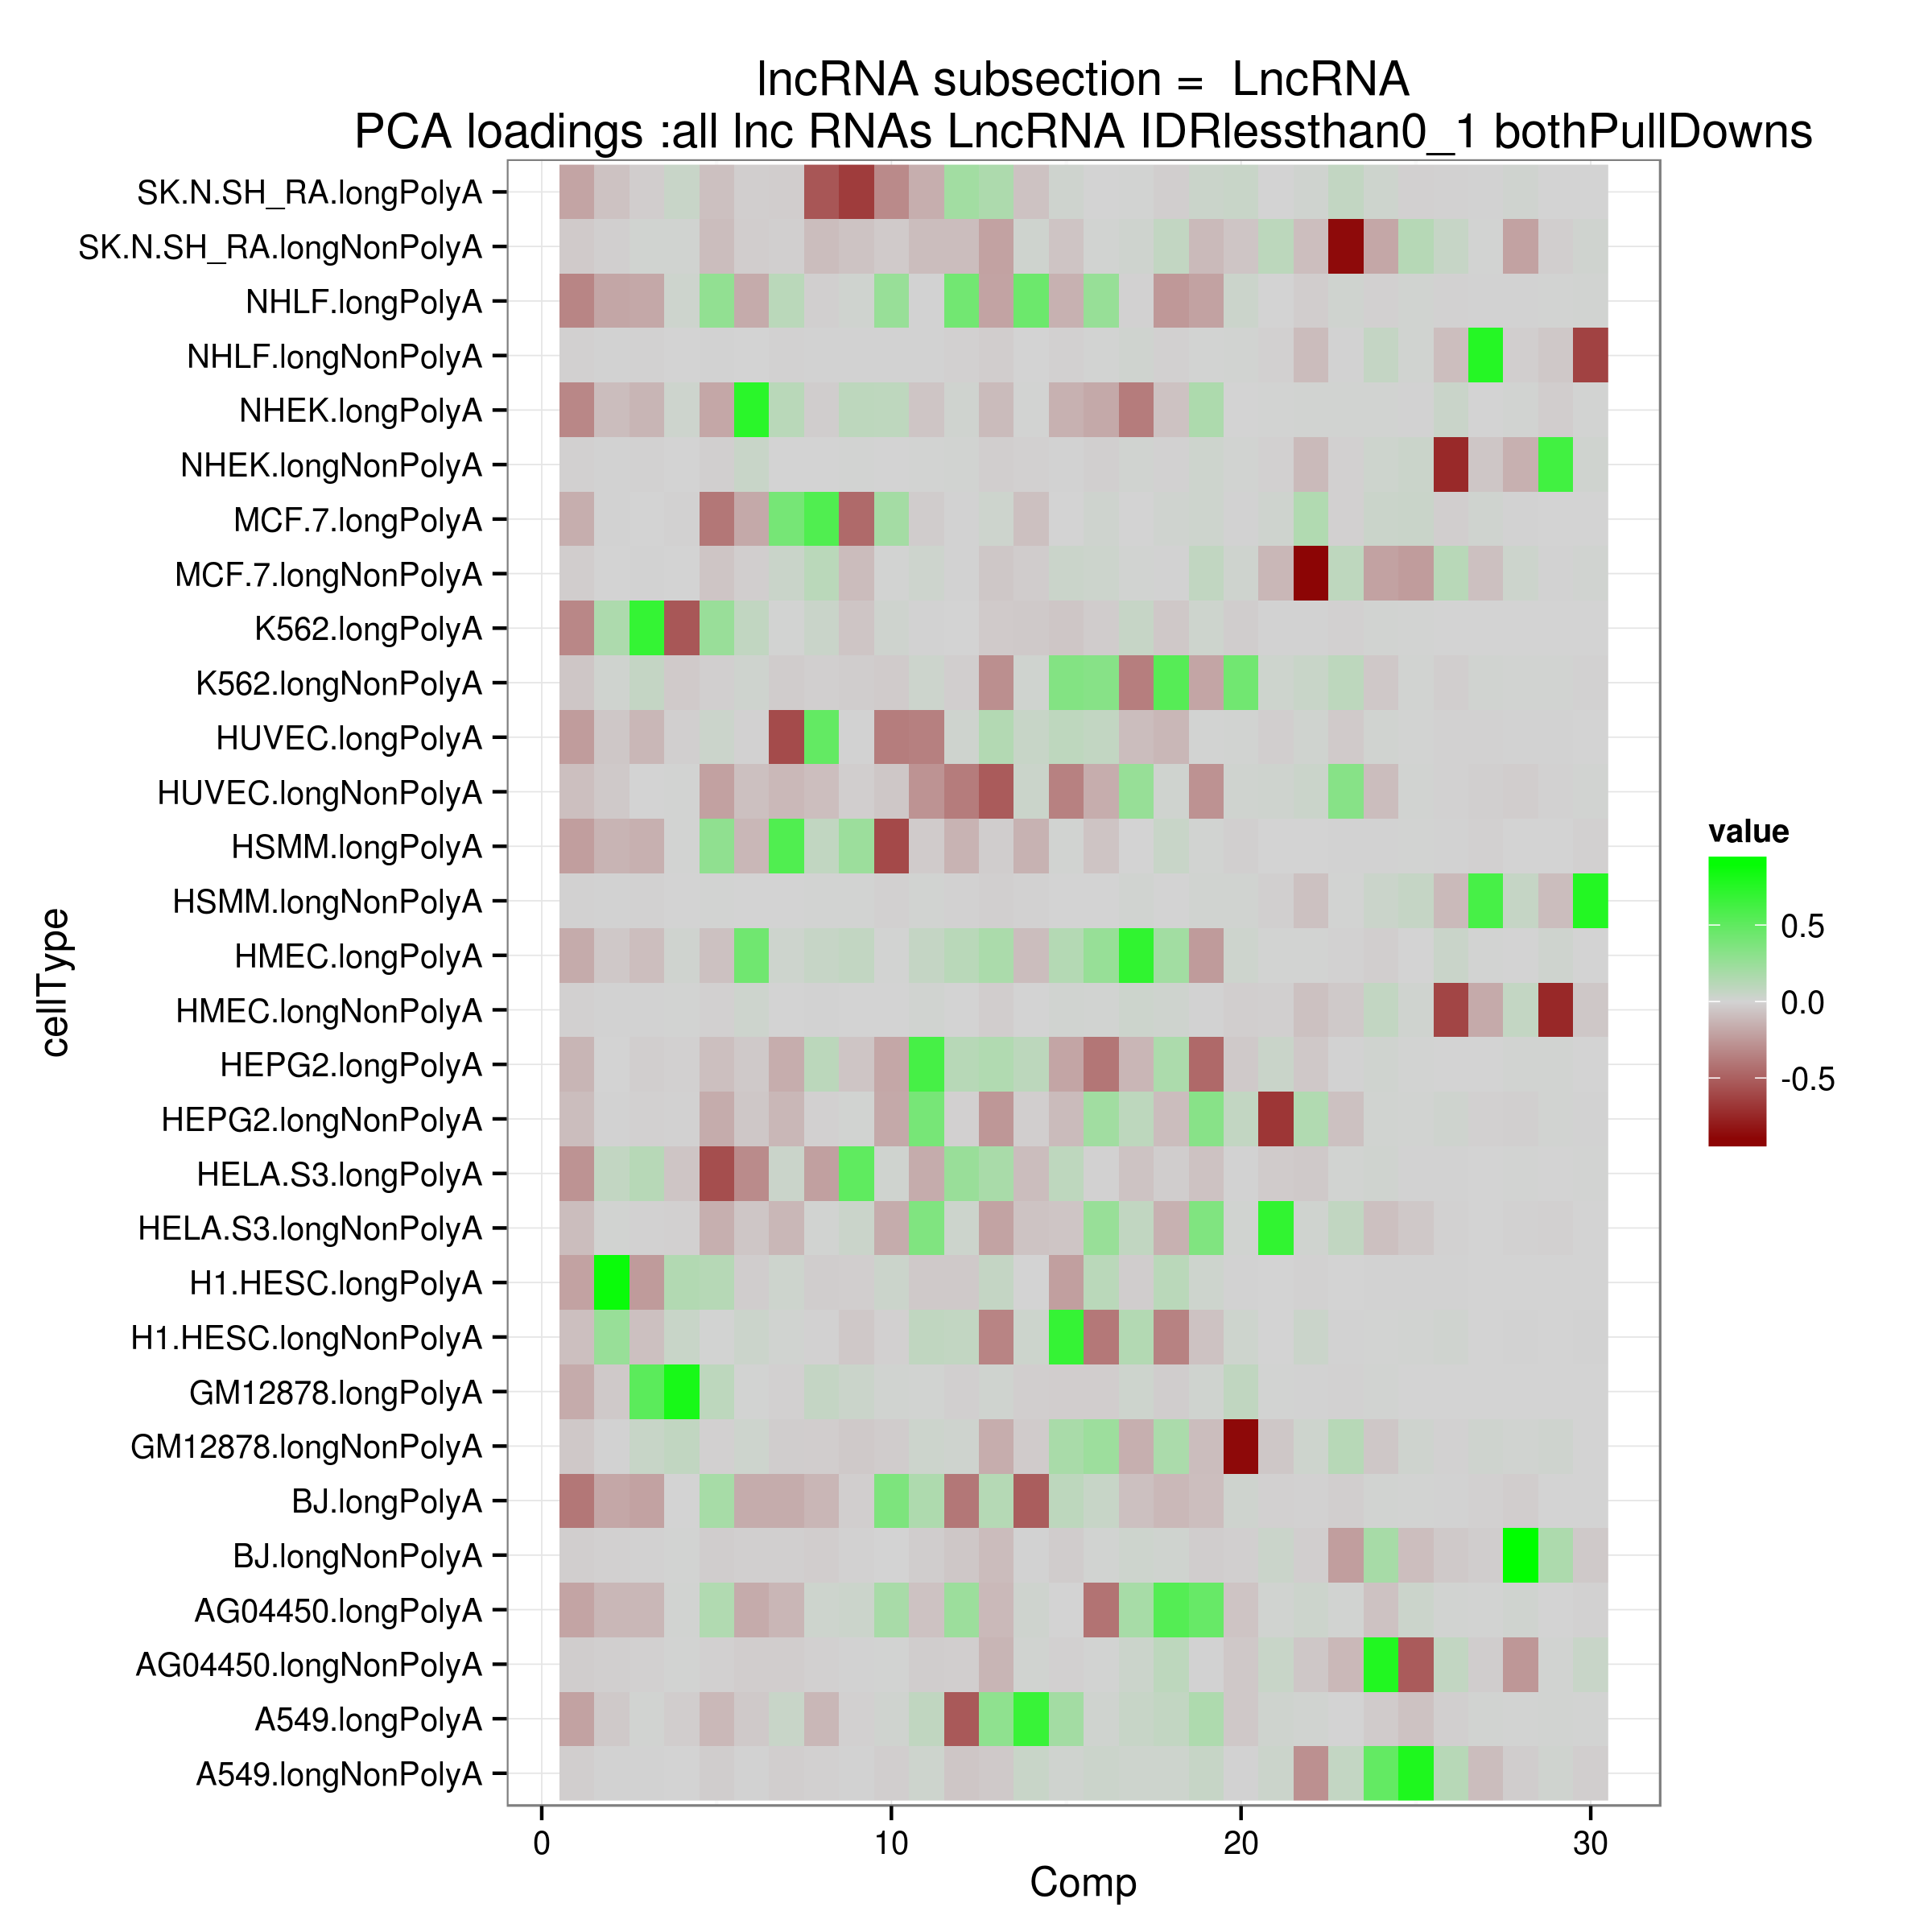 lncRNA subsection =  LncRNA
PCA loadings :all lnc RNAs LncRNA IDRlessthan0_1 bothPullDowns
SK.N.SH_RA.longPolyA
SK.N.SH_RA.longNonPolyA
NHLF.longPolyA
NHLF.longNonPolyA
NHEK.longPolyA
NHEK.longNonPolyA
MCF.7.longPolyA
MCF.7.longNonPolyA
K562.longPolyA
K562.longNonPolyA
HUVEC.longPolyA
HUVEC.longNonPolyA
HSMM.longPolyA
HSMM.longNonPolyA
HMEC.longPolyA
HMEC.longNonPolyA
HEPG2.longPolyA
HEPG2.longNonPolyA
HELA.S3.longPolyA
HELA.S3.longNonPolyA
H1.HESC.longPolyA
H1.HESC.longNonPolyA
GM12878.longPolyA
GM12878.longNonPolyA
BJ.longPolyA
BJ.longNonPolyA
AG04450.longPolyA
AG04450.longNonPolyA
A549.longPolyA
A549.longNonPolyA
cellType
0 10 20 30
Comp
value
0.5
0.0
-0.5